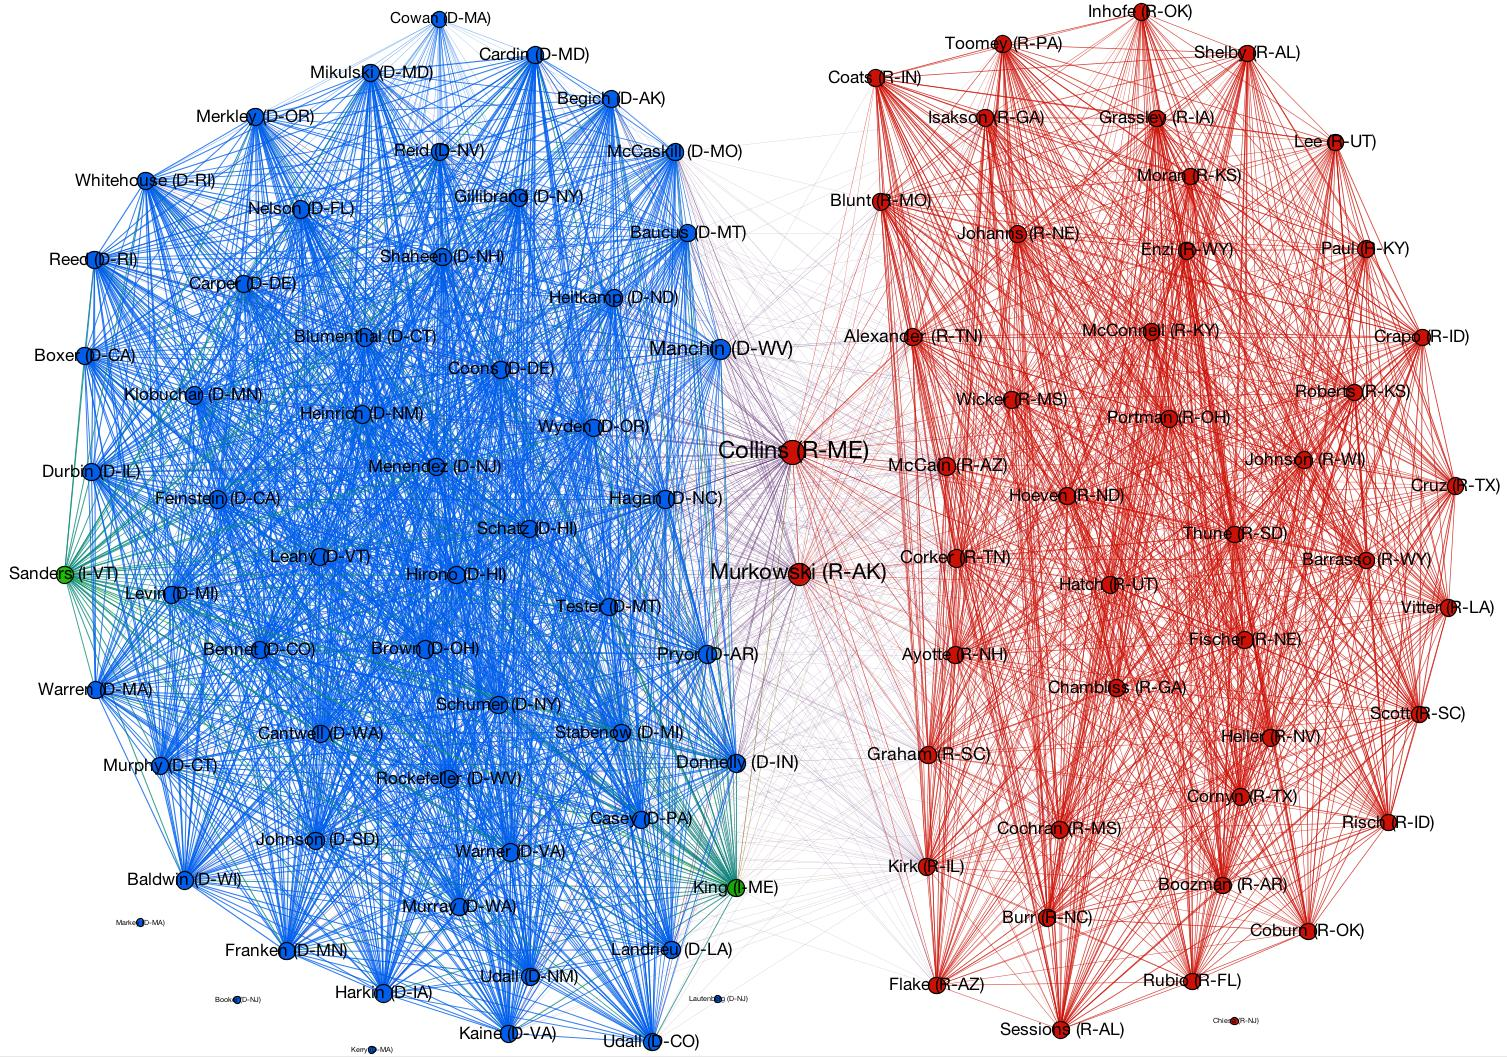 Cowan (D-MA)
Cardin (D-MD)
Mikulski (D-MD)
Begich (D-AK)
Merkley (D-OR)
Reid (D-NV)
McCaskill (D-MO)
Whitehouse (D-RI)
Gillibrand (D-NY)
Nelson (D-FL)
Baucus (D-MT)
Reed (D-RI)
Shaheen (D-NH)
Carper (D-DE)
Heitkamp (D-ND)
Blumenthal (D-CT)
Manchin (D-WV)
Boxer (D-CA)
Coons (D-DE)
Klobuchar (D-MN)
Heinrich (D-NM)
Wyden (D-OR)
Menendez (D-NJ)
Durbin (D-IL)
Feinstein (D-CA)
Hagan (D-NC)
Schatz (D-HI)
Leahy (D-VT)
Sanders (I-VT)
Hirono (D-HI)
Levin (D-MI)
Tester (D-MT)
Bennet (D-CO)
Brown (D-OH)
Pryor (D-AR)
Warren (D-MA)
Schumer (D-NY)
Cantwell (D-WA)
Stabenow (D-MI)
Murphy (D-CT)
Donnelly (D-IN)
Rockefeller (D-WV)
Casey (D-PA)
Johnson (D-SD)
Warner (D-VA)
Baldwin (D-WI)
King (I-ME)
Murray (D-WA)
Markey (D-MA)
Franken (D-MN)
Landrieu (D-LA)
Udall (D-NM)
Harkin (D-IA)
Booker (D-NJ)
Lautenberg (D-NJ)
Kaine (D-VA)
Udall (D-CO)
Kerry (D-MA)
Collins (R-ME)
Murkowski (R-AK)
Inhofe (R-OK)
Toomey (R-PA)
Shelby (R-AL)
Coats (R-IN)
Isakson (R-GA)
Grassley (R-IA)
Lee (R-UT)
Moran (R-KS)
Blunt (R-MO)
Johanns (R-NE)
Enzi (R-WY)
Paul (R-KY)
Alexander (R-TN)
McConnell (R-KY)
Crapo (R-ID)
Roberts (R-KS)
Wicker (R-MS)
Portman (R-OH)
McCain (R-AZ)
Johnson (R-WI)
Cruz (R-TX)
Hoeven (R-ND)
Thune (R-SD)
Corker (R-TN)
Barrasso (R-WY)
Hatch (R-UT)
Vitter (R-LA)
Fischer (R-NE)
Ayotte (R-NH)
Chambliss (R-GA)
Scott (R-SC)
Heller (R-NV)
Graham (R-SC)
Cornyn (R-TX)
Risch (R-ID)
Cochran (R-MS)
Kirk (R-IL)
Boozman (R-AR)
Burr (R-NC)
Coburn (R-OK)
Flake (R-AZ)
Rubio (R-FL)
Chiesa (R-NJ)
Sessions (R-AL)